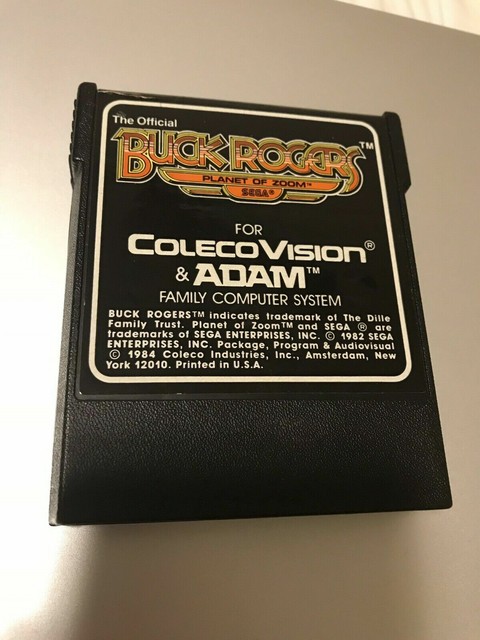 The Official
BUCK ROGERS™
PLANET OF ZOOM™
SEGA®
FOR
COLECOVISION®
& ADAM™
FAMILY COMPUTER SYSTEM
BUCK ROGERS™ indicates trademark of The Dille
Family Trust. Planet of Zoom™ and SEGA ® are
trademarks of SEGA ENTERPRISES, INC. © 1982 SEGA
ENTERPRISES, INC. Package, Program & Audiovisual
© 1984 Coleco Industries, Inc., Amsterdam, New
York 12010. Printed in U.S.A.